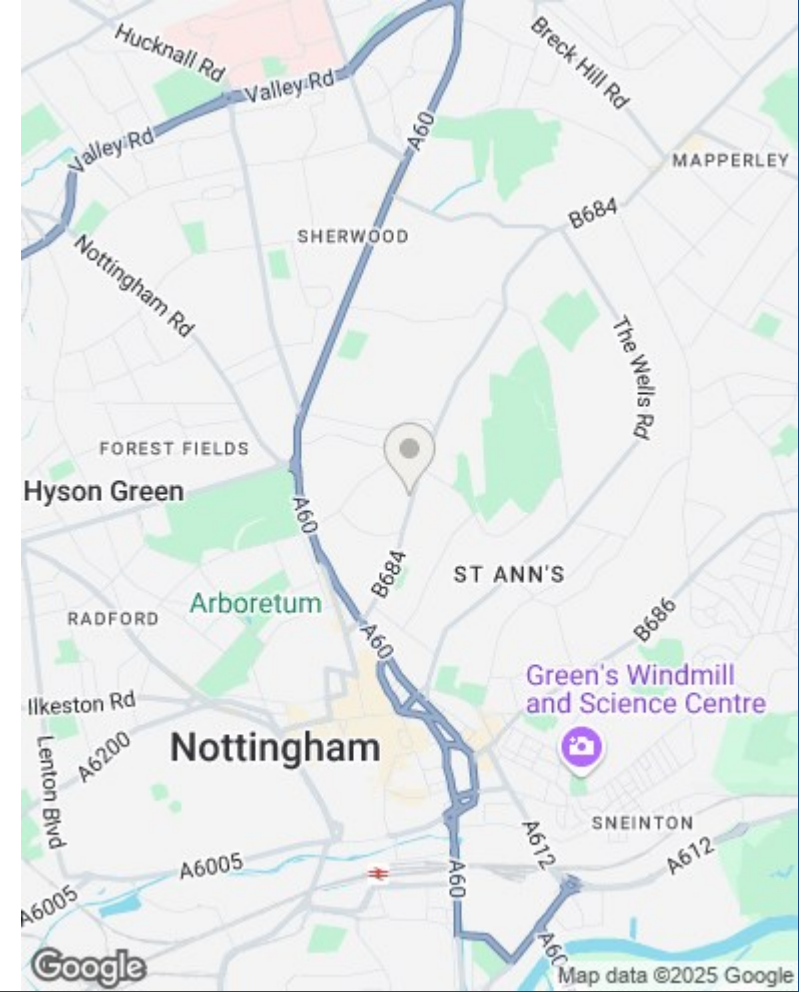 Hucknall Rd
Breck Hill Rd
Valley Rd
Valley Rd
A60
MAPPERLEY
B684
SHERWOOD
Nottingham Rd
The Wells Rd
FOREST FIELDS
Hyson Green
A60
B684
ST ANN'S
Arboretum
RADFORD
B686
A60
Green's Windmill
and Science Centre
Ilkeston Rd
A6200
Nottingham
Lenton Blvd
SNEINTON
A612
A612
A6005
A60
A6005
A60
Google
Map data ©2025 Google